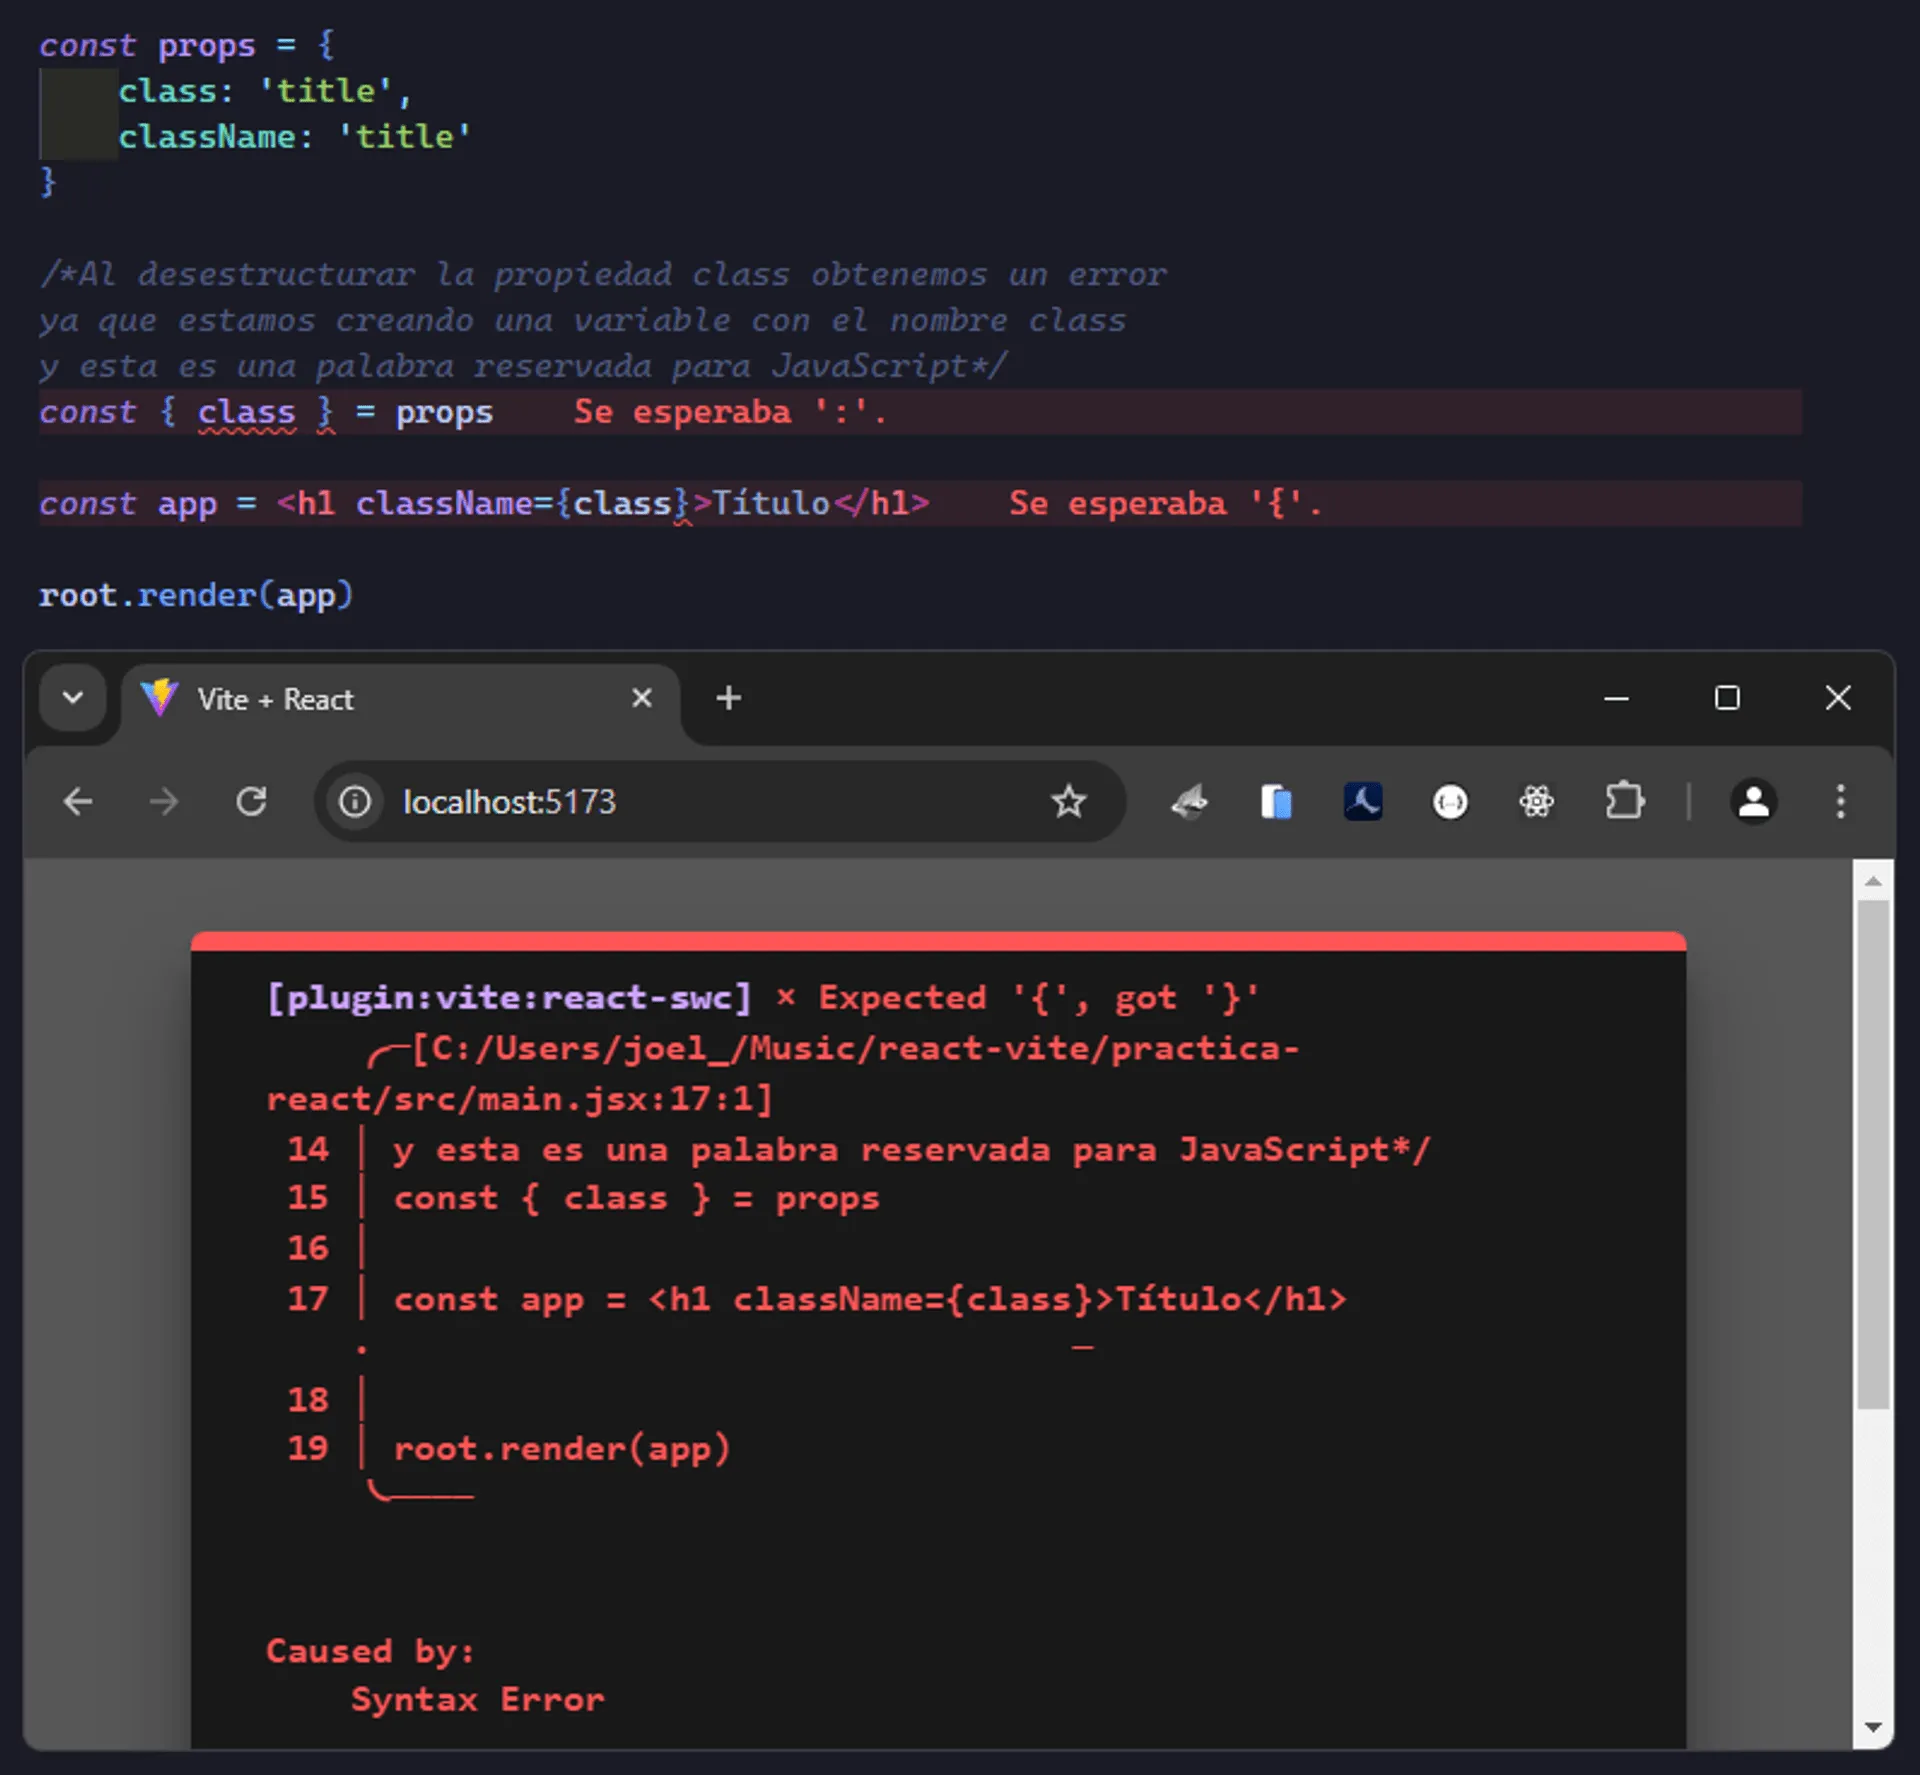 const props = {
class: 'title',
className: 'title'
}
/*Al desestructurar la propiedad class obtenemos un error
ya que estamos creando una variable con el nombre class
y esta es una palabra reservada para JavaScript*/
const { class } = props Se esperaba ':'.
const app = <h1 className={class}>Título</h1> Se esperaba '{'.
root.render(app)
Vite + React
localhost:5173
[plugin:vite:react-swc] × Expected '{', got '}'
╭─[C:/Users/joel_/Music/react-vite/practica-
react/src/main.jsx:17:1]
14 │ y esta es una palabra reservada para JavaScript*/
15 │ const { class } = props
16 │
17 │ const app = <h1 className={class}>Título</h1>
· ─
18 │
19 │ root.render(app)
╰────
Caused by:
Syntax Error